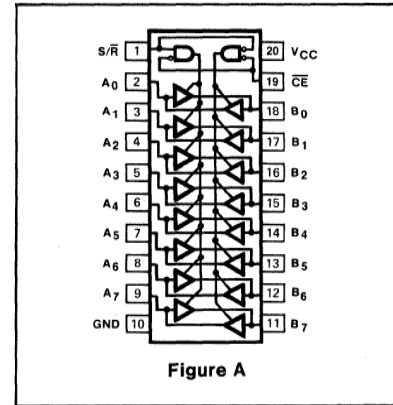 S/R̅ 1 20 VCC
A0 2 19 C̅E̅
A1 3 18 B0
A2 4 17 B1
A3 5 16 B2
A4 6 15 B3
A5 7 14 B4
A6 8 13 B5
A7 9 12 B6
GND 10 11 B7
Figure A